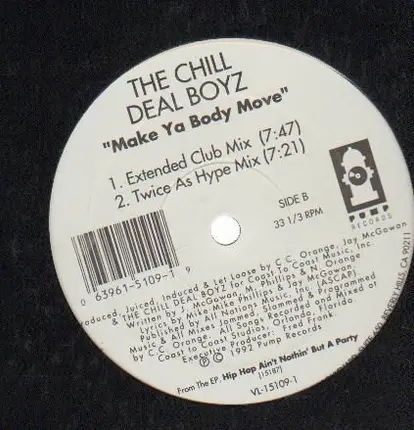 THE CHILL
DEAL BOYZ
"Make Ya Body Move"
1. Extended Club Mix (7:47)
2. Twice As Hype Mix (7:21)
SIDE B
33 1/3 RPM
PUMP
RECORDS
0 63961-5109-1 9
Produced, Juiced, Induced & Let Loose by C.C. Orange, Jay McGowan
& THE CHILL DEAL BOYZ for Coast To Coast Music, Inc.
Written by J. McGowan, K. Phillips & N. Orange
Lyrics by Mike Mike Phillips & Jay McGowan
Published by All Nations Music, Inc. (ASCAP)
Music & All Mixes Jammed, Slammed & Programmed
by C.C. Orange. All Songs Recorded and Mixed at
Coast to Coast Studios, Orlando, Florida
Executive Producer: Fred Frank.
© 1992 Pump Records
From The EP, Hip Hop Ain't Nothin' But A Party
[15187]
VL-15109-1
BEVERLY HILLS, CA 90211